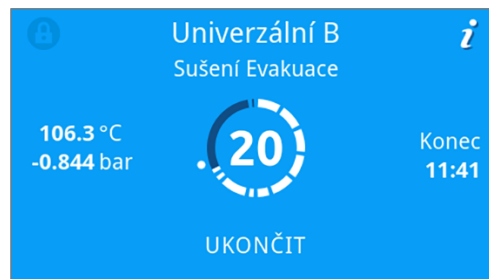 Univerzální B
i
Sušení Evakuace
106.3 °C
-0.844 bar
20
Konec
11:41
UKONČIT